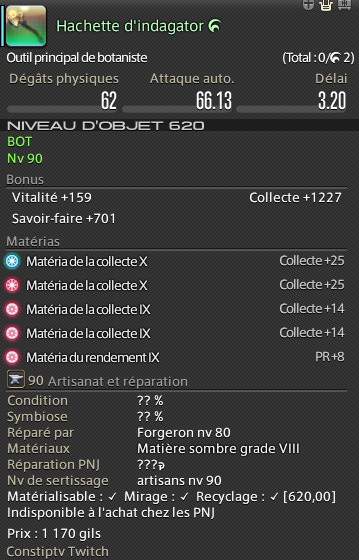 Hachette d'indagator
Outil principal de botaniste (Total : 0/ 2)
Dégâts physiques Attaque auto. Délai
62 66.13 3.20
NIVEAU D'OBJET 620
BOT
Nv 90
Bonus
Vitalité +159 Collecte +1227
Savoir-faire +701
Matérias
Matéria de la collecte X Collecte +25
Matéria de la collecte X Collecte +25
Matéria de la collecte IX Collecte +14
Matéria de la collecte IX Collecte +14
Matéria du rendement IX PR+8
90 Artisanat et réparation
Condition ?? %
Symbiose ?? %
Réparé par Forgeron nv 80
Matériaux Matière sombre grade VIII
Réparation PNJ ???
Nv de sertissage artisans nv 90
Matérialisable : ✓ Mirage : ✓ Recyclage : ✓ [620,00]
Indisponible à l'achat chez les PNJ
Prix : 1 170 gils
Constiptv Twitch